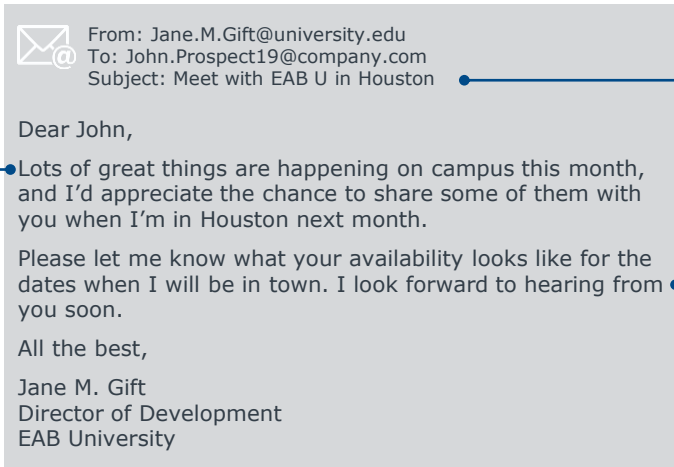 From: Jane.M.Gift@university.edu
To: John.Prospect19@company.com
Subject: Meet with EAB U in Houston
Dear John,
Lots of great things are happening on campus this month,
and I'd appreciate the chance to share some of them with
you when I'm in Houston next month.
Please let me know what your availability looks like for the
dates when I will be in town. I look forward to hearing from
you soon.
All the best,
Jane M. Gift
Director of Development
EAB University